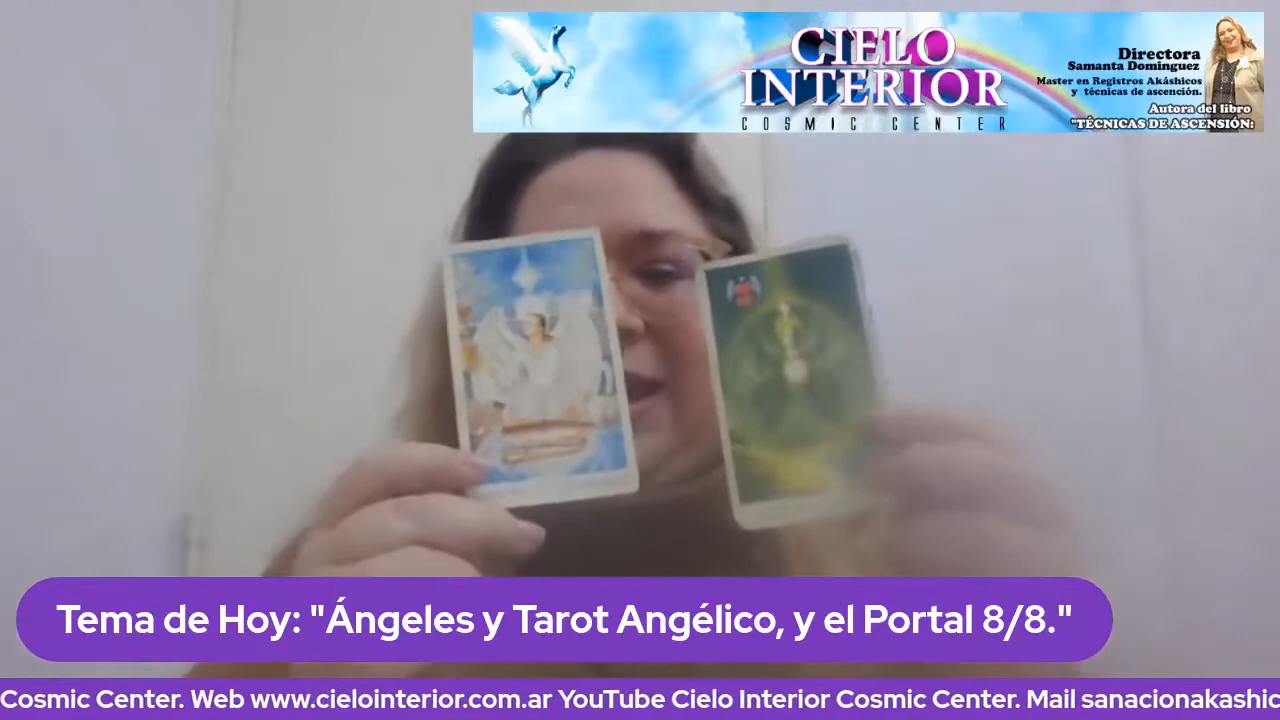 CIELO
INTERIOR
COSMIC CENTER
Directora
Samanta Dominguez
Master en Registros Akáshicos
y técnicas de ascención.
Autora del libro
"TÉCNICAS DE ASCENSIÓN:
Tema de Hoy: "Ángeles y Tarot Angélico, y el Portal 8/8."
Cosmic Center. Web www.cielointerior.com.ar YouTube Cielo Interior Cosmic Center. Mail sanacionakashic